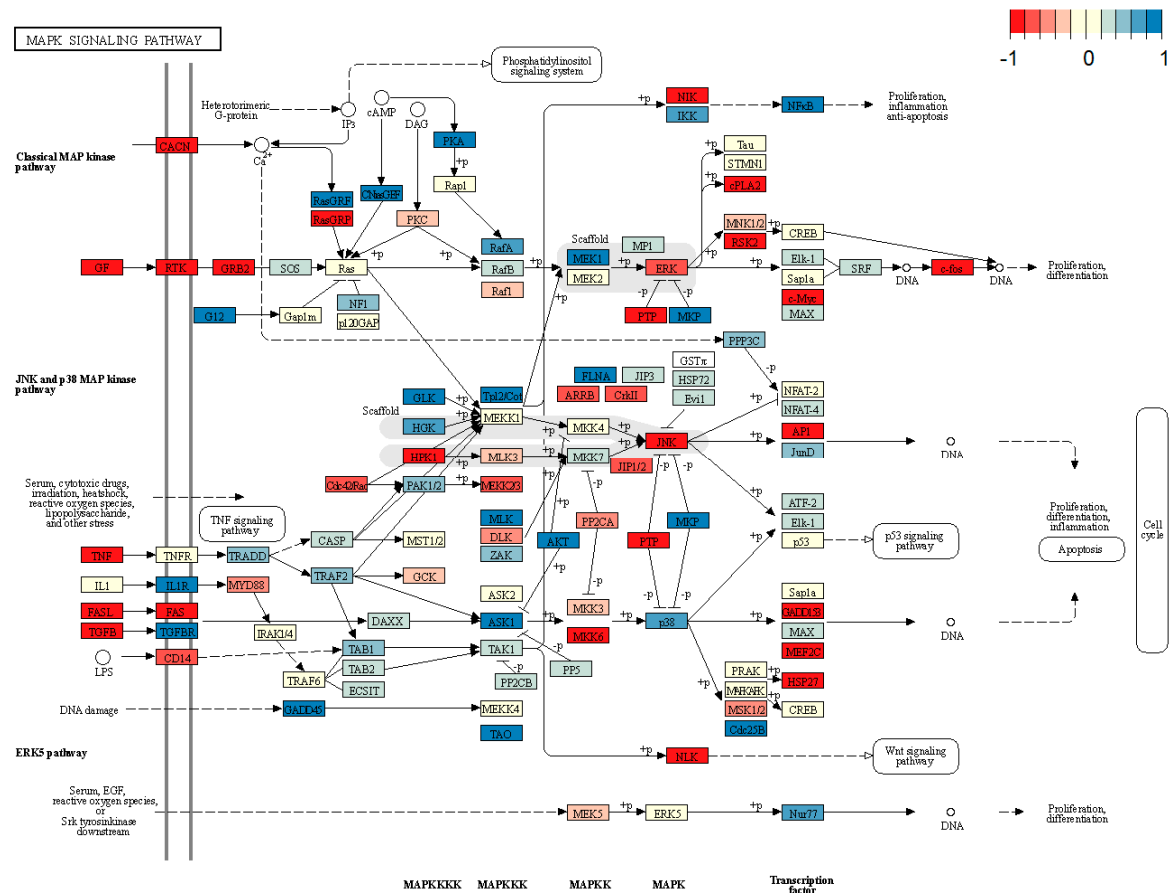 MAPK SIGNALING PATHWAY
-1 0 1
Phosphatidylinositol
signaling system
Heterotorimeric
G-protein
IP3
cAMP
DAG
Ca2+
Classical MAP kinase
pathway
CACN
PKA
+p
Rap1
RasGRF
CNrasGEF
RasGRP
PKC
RafA
RafB
Raf1
GF
RTK
GRB2
SOS
Ras
G12
Gap1m
NF1
p120GAP
+p
+p
+p
Scaffold
MEK1
MEK2
MP1
+p
ERK
-p
-p
PTP
MKP
+p
NIK
IKK
NFκB
Proliferation,
inflammation
anti-apoptosis
+p
+p
Tau
STMN1
cPLA2
+p
MNK1/2
RSK2
+p
CREB
+p
Elk-1
Sap1a
c-Myc
MAX
SRF
DNA
c-fos
DNA
Proliferation,
differentiation
PPP3C
-p
JNK and p38 MAP kinase
pathway
Scaffold
GLK
HGK
HPK1
Tpl2/Cot
MEKK1
MLK3
+p
+p
+p
+p
Cdc42/Rac
PAK1/2
MEKK2/3
MLK
DLK
ZAK
FLNA
ARRB
CrkII
JIP3
GSTπ
HSP72
Evi1
MKK4
MKK7
+p
+p
+p
+p
JNK
JIP1/2
+p
NFAT-2
NFAT-4
+p
AP1
JunD
DNA
-p
-p
-p
PP2CA
-p
PTP
MKP
-p
-p
+p
ATF-2
Elk-1
p53
p53 signaling
pathway
+p
Serum, cytotoxic drugs,
irradiation, heatshock,
reactive oxygen species,
lipopolysaccharide,
and other stress
TNF signaling
pathway
TNF
TNFR
TRADD
CASP
MST1/2
TRAF2
GCK
IL1
IL1R
MYD88
FASL
FAS
TGFB
TGFBR
IRAK1/4
DAXX
LPS
CD14
TAB1
TAB2
ECSIT
TRAF6
AKT
+p
ASK2
ASK1
TAK1
-p
PP2CB
PP5
-p
MKK3
MKK6
+p
p38
+p
Sap1a
GADD153
MAX
MEF2C
DNA
Proliferation,
differentiation,
inflammation
Apoptosis
Cell
cycle
+p
PRAK
MAPKAPK
MSK1/2
Cdc25B
+p
+p
HSP27
CREB
DNA damage
GADD45
MEKK4
TAO
ERK5 pathway
+p
NLK
Wnt signaling
pathway
Serum, EGF,
reactive oxygen species,
or
Srk tyrosinkinase
downstream
MEK5
+p
ERK5
+p
Nur77
DNA
Proliferation,
differentiation
MAPKKKK
MAPKKK
MAPKK
MAPK
Transcription
factor